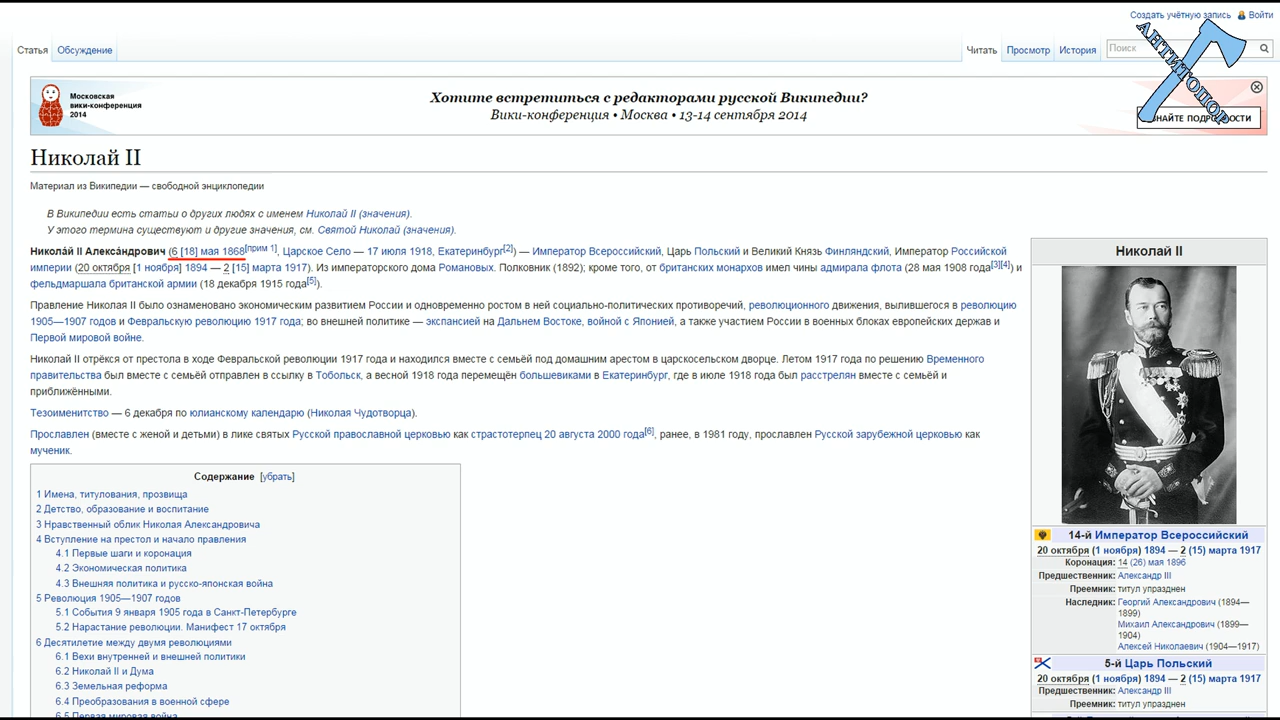 Создать учётную запись Войти
Статья Обсуждение Читать Просмотр История Поиск
АНТИТОПОР
Московская
вики-конференция
2014
Хотите встретиться с редакторами русской Википедии?
Вики-конференция • Москва • 13-14 сентября 2014
Николай II
Материал из Википедии — свободной энциклопедии
В Википедии есть статьи о других людях с именем Николай II (значения).
У этого термина существуют и другие значения, см. Святой Николай (значения).
Никола́й II Алекса́ндрович (6 [18] мая 1868[прим 1], Царское Село — 17 июля 1918, Екатеринбург[2]) — Император Всероссийский, Царь Польский и Великий Князь Финляндский, Император Российской
империи (20 октября [1 ноября] 1894 — 2 [15] марта 1917). Из императорского дома Романовых. Полковник (1892); кроме того, от британских монархов имел чины адмирала флота (28 мая 1908 года[3][4]) и
фельдмаршала британской армии (18 декабря 1915 года[5]).
Правление Николая II было ознаменовано экономическим развитием России и одновременно ростом в ней социально-политических противоречий, революционного движения, вылившегося в революцию
1905—1907 годов и Февральскую революцию 1917 года; во внешней политике — экспансией на Дальнем Востоке, войной с Японией, а также участием России в военных блоках европейских держав и
Первой мировой войне.
Николай II отрёкся от престола в ходе Февральской революции 1917 года и находился вместе с семьёй под домашним арестом в царскосельском дворце. Летом 1917 года по решению Временного
правительства был вместе с семьёй отправлен в ссылку в Тобольск, а весной 1918 года перемещён большевиками в Екатеринбург, где в июле 1918 года был расстрелян вместе с семьёй и
приближёнными.
Тезоименитство — 6 декабря по юлианскому календарю (Николая Чудотворца).
Прославлен (вместе с женой и детьми) в лике святых Русской православной церковью как страстотерпец 20 августа 2000 года[6], ранее, в 1981 году, прославлен Русской зарубежной церковью как
мученик.
Содержание [убрать]
1 Имена, титулования, прозвища
2 Детство, образование и воспитание
3 Нравственный облик Николая Александровича
4 Вступление на престол и начало правления
4.1 Первые шаги и коронация
4.2 Экономическая политика
4.3 Внешняя политика и русско-японская война
5 Революция 1905—1907 годов
5.1 События 9 января 1905 года в Санкт-Петербурге
5.2 Нарастание революции. Манифест 17 октября
6 Десятилетие между двумя революциями
6.1 Вехи внутренней и внешней политики
6.2 Николай II и Дума
6.3 Земельная реформа
6.4 Преобразования в военной сфере
6.5 Первая мировая война
Николай II
14-й Император Всероссийский
20 октября (1 ноября) 1894 — 2 (15) марта 1917
Коронация: 14 (26) мая 1896
Предшественник: Александр III
Преемник: титул упразднен
Наследник: Георгий Александрович (1894—
1899)
Михаил Александрович (1899—
1904)
Алексей Николаевич (1904—1917)
5-й Царь Польский
20 октября (1 ноября) 1894 — 2 (15) марта 1917
Предшественник: Александр III
Преемник: титул упразднен